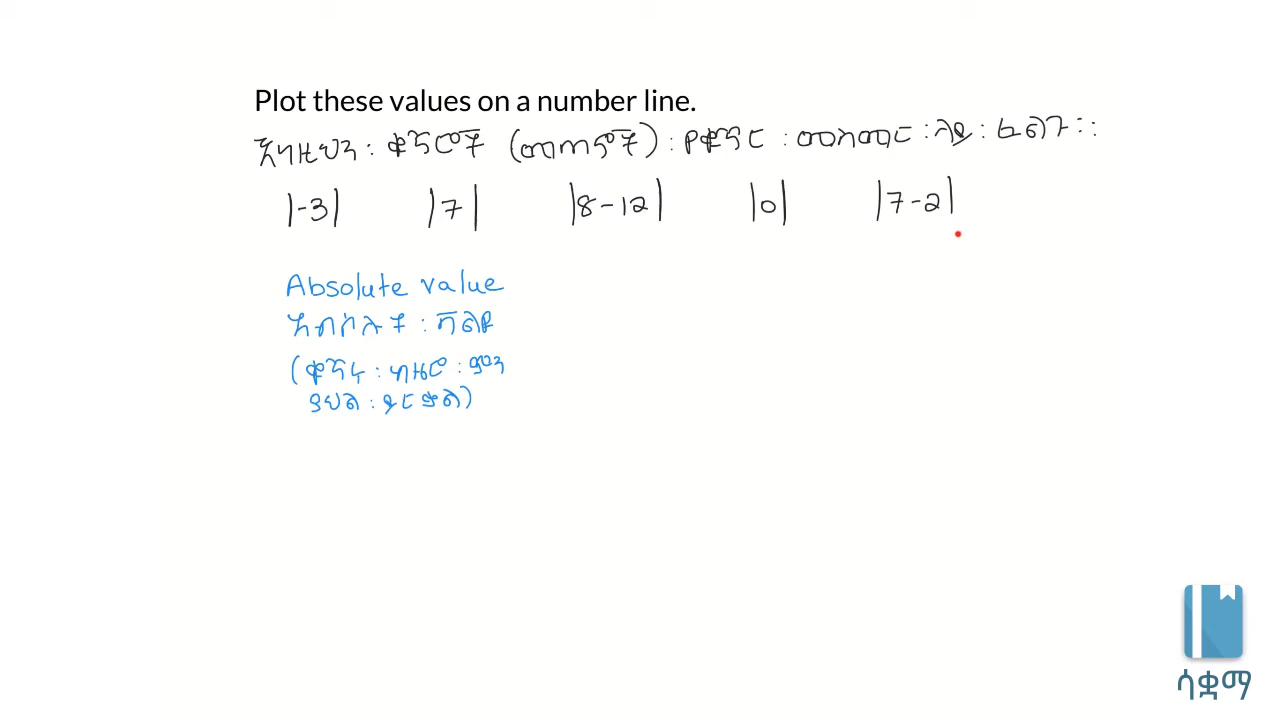 Plot these values on a number line.
እነዚህን : ቁጥሮች (መጠኖች) : የቁጥር : መስመር : ላይ : ፈልጉ ::
|-3| |7| |8-12| |0| |7-2|
Absolute value
አብሶሉት : ቫልዩ
(ቁጥሩ : ከዜሮ : ምን
ያህል : ይርቃል)
ሳቋማ